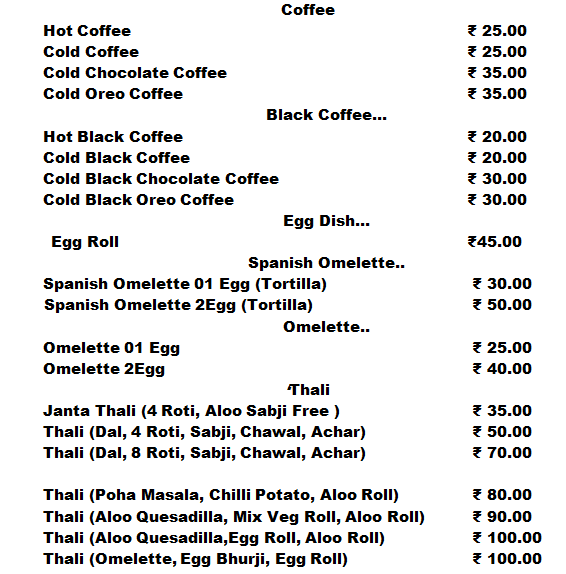 Coffee
Hot Coffee ₹ 25.00
Cold Coffee ₹ 25.00
Cold Chocolate Coffee ₹ 35.00
Cold Oreo Coffee ₹ 35.00
Black Coffee...
Hot Black Coffee ₹ 20.00
Cold Black Coffee ₹ 20.00
Cold Black Chocolate Coffee ₹ 30.00
Cold Black Oreo Coffee ₹ 30.00
Egg Dish...
Egg Roll ₹45.00
Spanish Omelette..
Spanish Omelette 01 Egg (Tortilla) ₹ 30.00
Spanish Omelette 2Egg (Tortilla) ₹ 50.00
Omelette..
Omelette 01 Egg ₹ 25.00
Omelette 2Egg ₹ 40.00
‘Thali
Janta Thali (4 Roti, Aloo Sabji Free ) ₹ 35.00
Thali (Dal, 4 Roti, Sabji, Chawal, Achar) ₹ 50.00
Thali (Dal, 8 Roti, Sabji, Chawal, Achar) ₹ 70.00
Thali (Poha Masala, Chilli Potato, Aloo Roll) ₹ 80.00
Thali (Aloo Quesadilla, Mix Veg Roll, Aloo Roll) ₹ 90.00
Thali (Aloo Quesadilla,Egg Roll, Aloo Roll) ₹ 100.00
Thali (Omelette, Egg Bhurji, Egg Roll) ₹ 100.00